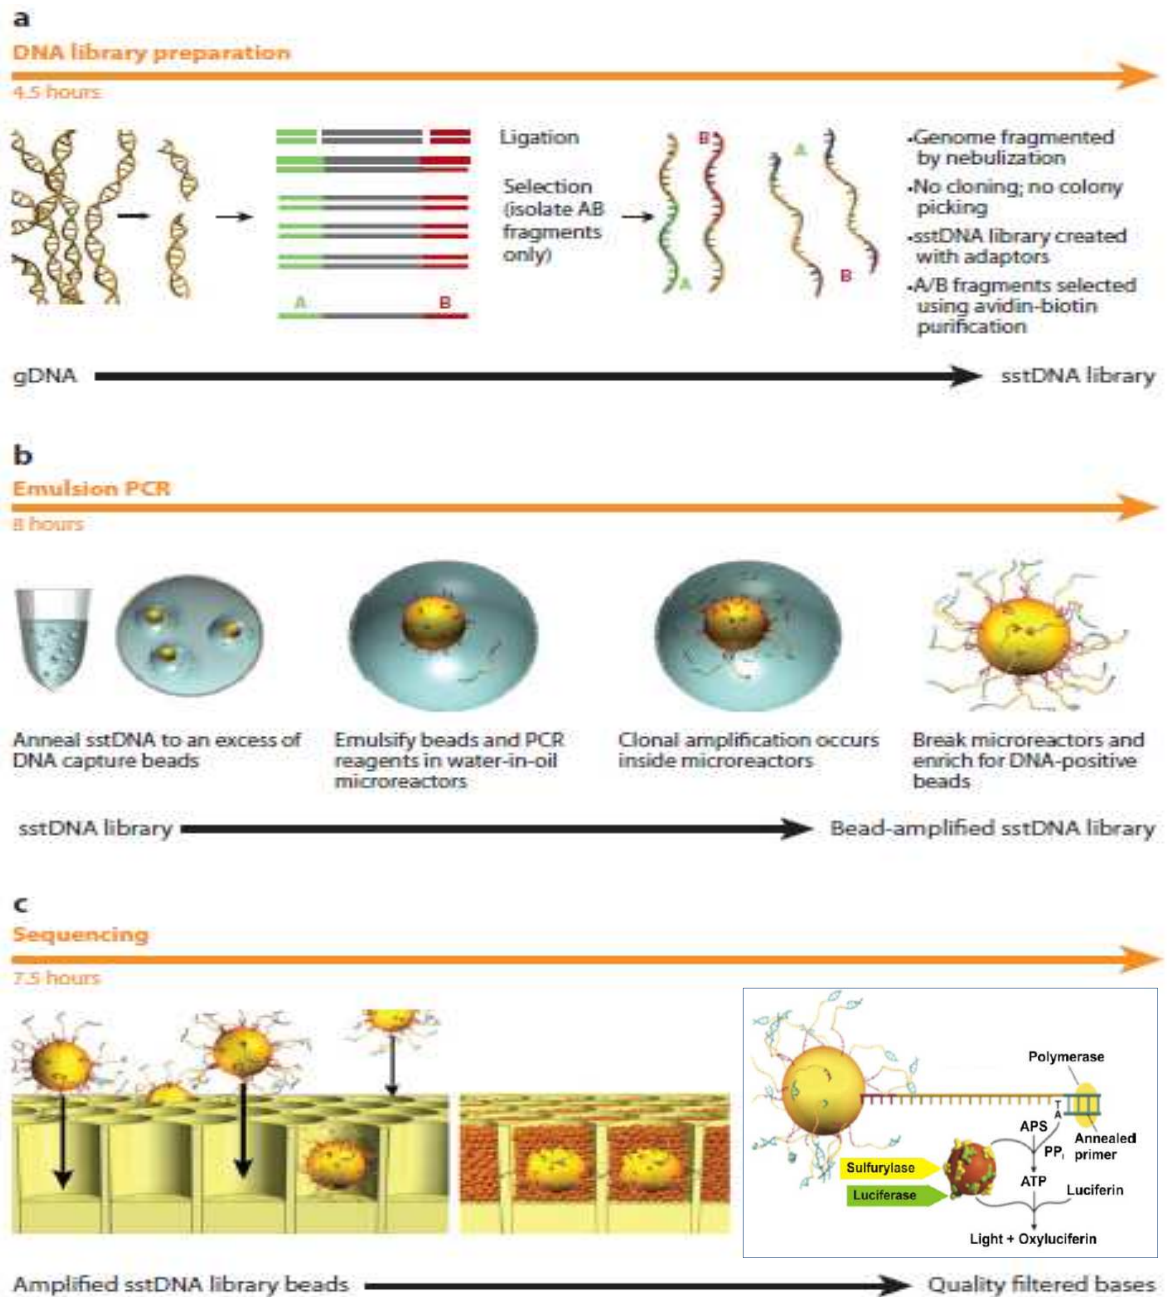 a
DNA library preparation
4.5 hours
Ligation
Selection
(isolate AB
fragments
only)
A
B
B
A
A
B
•Genome fragmented
by nebulization
•No cloning; no colony
picking
•sstDNA library created
with adaptors
•A/B fragments selected
using avidin-biotin
purification
gDNA
sstDNA library
b
Emulsion PCR
8 hours
Anneal sstDNA to an excess of
DNA capture beads
Emulsify beads and PCR
reagents in water-in-oil
microreactors
Clonal amplification occurs
inside microreactors
Break microreactors and
enrich for DNA-positive
beads
sstDNA library
Bead-amplified sstDNA library
c
Sequencing
7.5 hours
Polymerase
T
A
APS
PPi
Annealed
primer
Sulfurylase
Luciferase
ATP
Luciferin
Light + Oxyluciferin
Amplified sstDNA library beads
Quality filtered bases